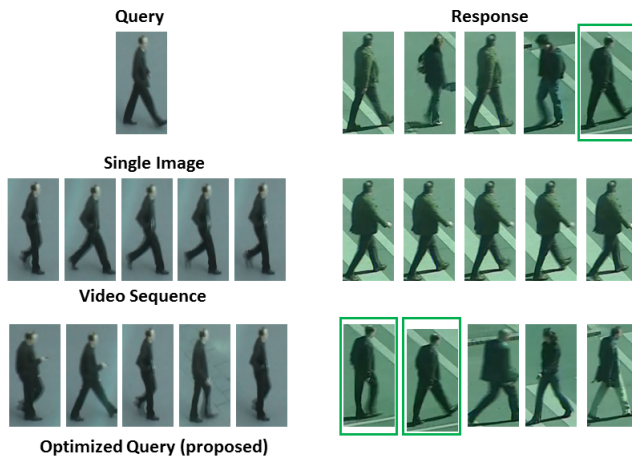 Query
Response
Single Image
Video Sequence
Optimized Query (proposed)